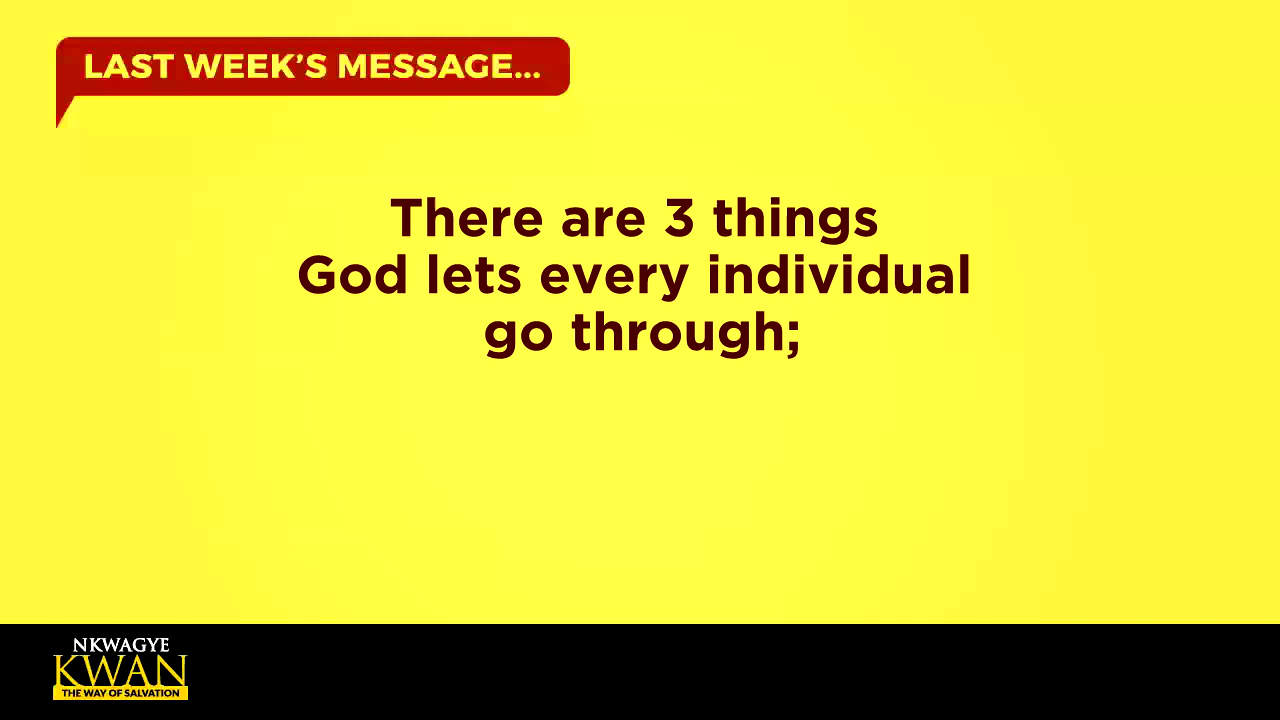 LAST WEEK'S MESSAGE...
There are 3 things
God lets every individual
go through;
NKWAGYE
KWAN
THE WAY OF SALVATION